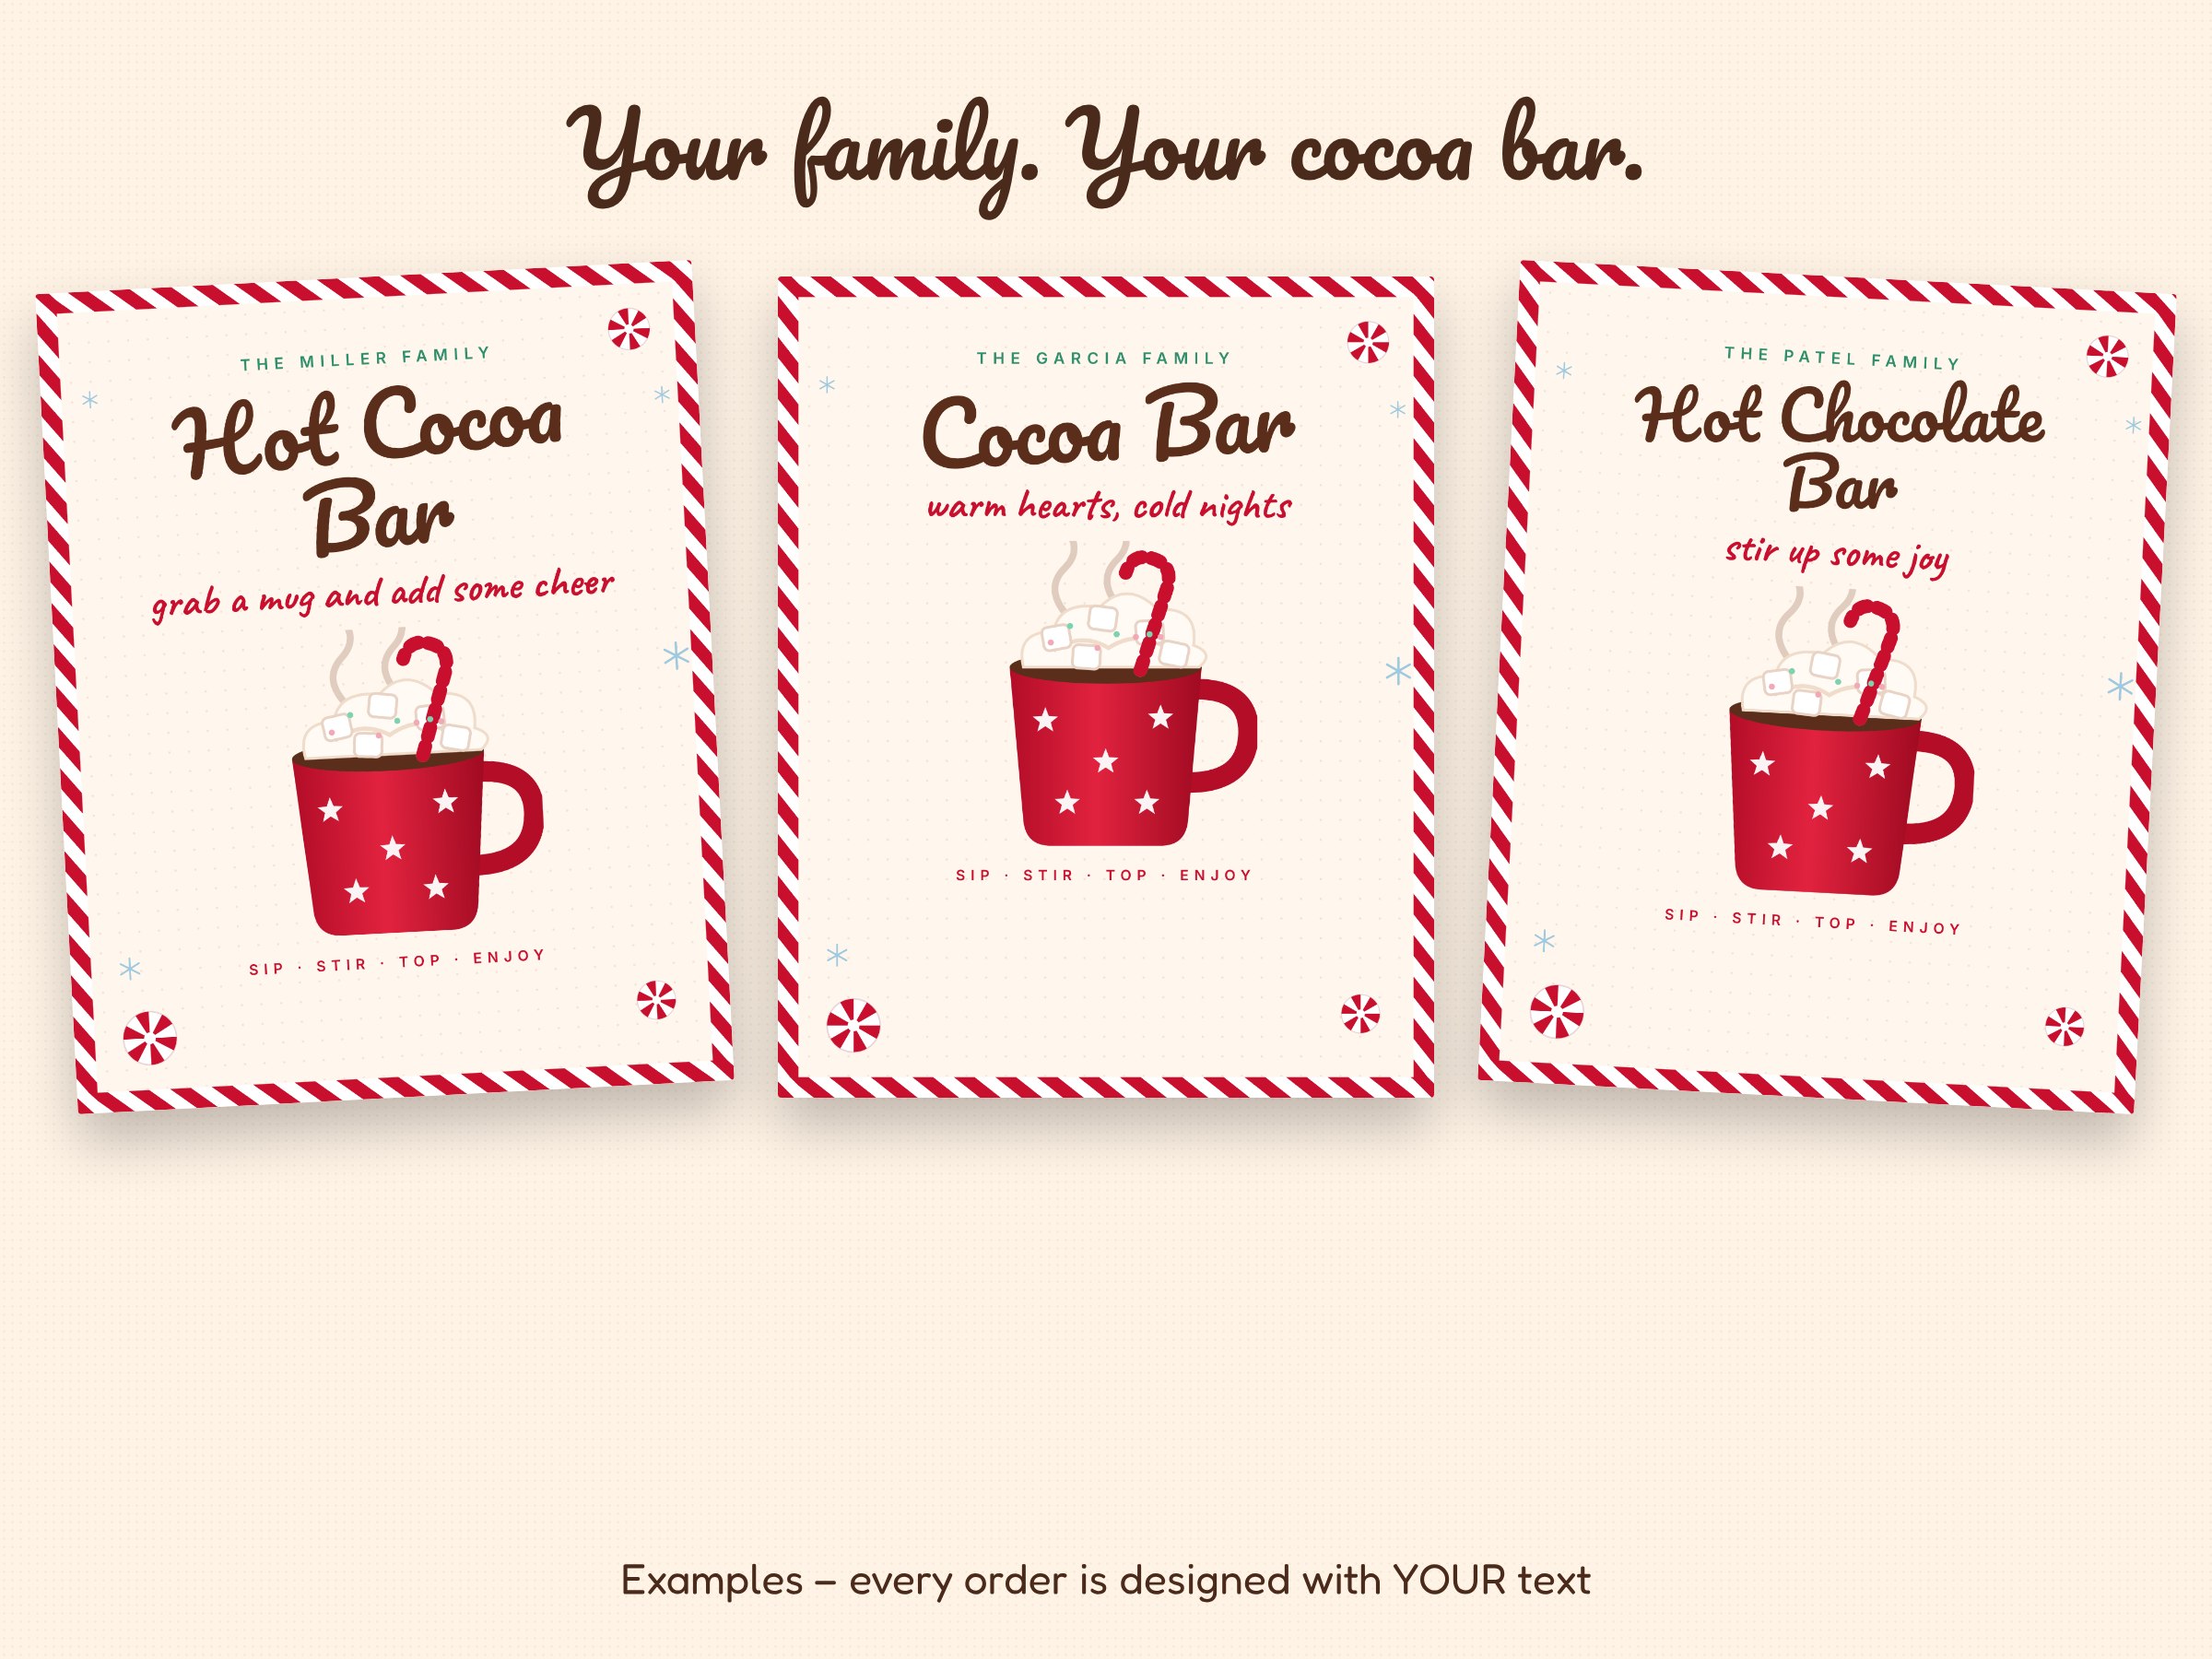 Your family. Your cocoa bar.
THE MILLER FAMILY
Hot Cocoa
Bar
grab a mug and add some cheer
SIP · STIR · TOP · ENJOY
THE GARCIA FAMILY
Cocoa Bar
warm hearts, cold nights
SIP · STIR · TOP · ENJOY
THE PATEL FAMILY
Hot Chocolate
Bar
stir up some joy
SIP · STIR · TOP · ENJOY
Examples – every order is designed with YOUR text